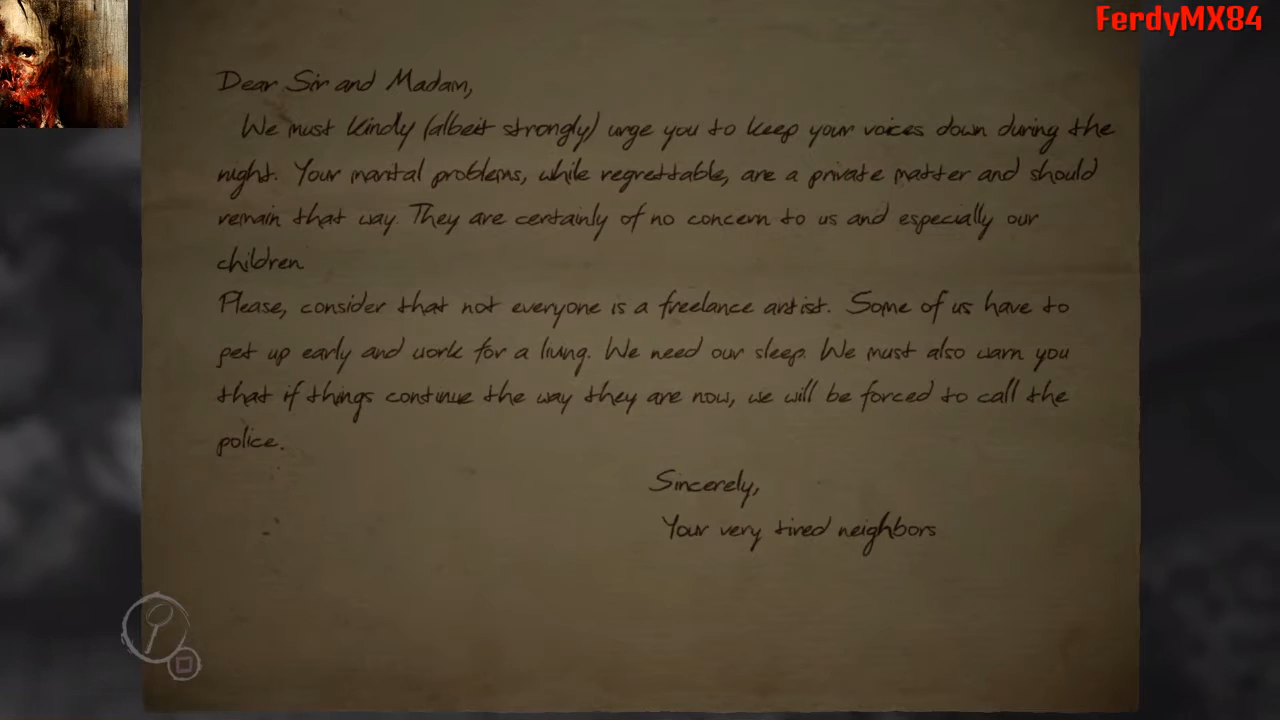 FerdyMX84
Dear Sir and Madam,
We must kindly (albeit strongly) urge you to keep your voices down during the
night. Your marital problems, while regrettable, are a private matter and should
remain that way. They are certainly of no concern to us and especially our
children.
Please, consider that not everyone is a freelance artist. Some of us have to
get up early and work for a living. We need our sleep. We must also warn you
that if things continue the way they are now, we will be forced to call the
police.
Sincerely,
Your very tired neighbors